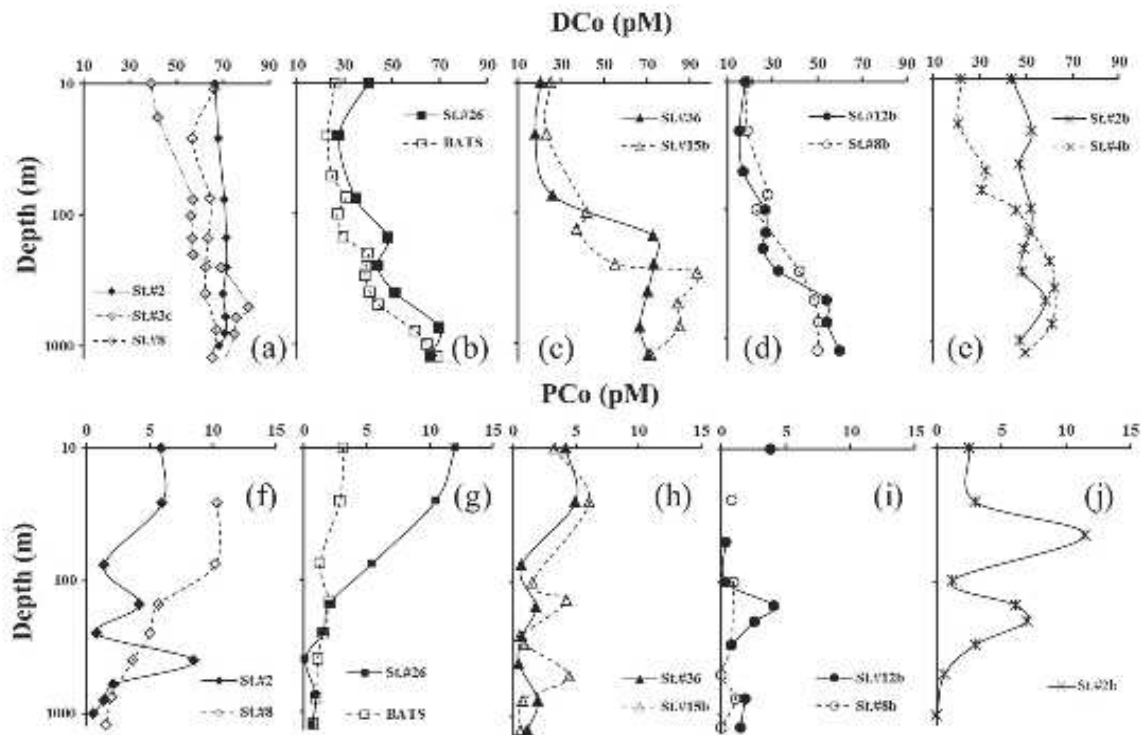 DCo (pM)
10 30 50 70 90
10 30 50 70 90
10 30 50 70 90
10 30 50 70 90
10 30 50 70 90
10
100
1000
Depth (m)
St.#2
St.#3c
St.#8
(a)
St.#26
BATS
(b)
St.#36
St.#15b
(c)
St.#12b
St.#8b
(d)
St.#2b
St.#4b
(e)
PCo (pM)
0 5 10 15
0 5 10 15
0 5 10 15
0 5 10 15
0 5 10 15
10
100
1000
Depth (m)
(f)
St.#2
St.#8
(g)
St.#26
BATS
(h)
St.#36
St.#15b
(i)
St.#12b
St.#8b
(j)
St.#2b